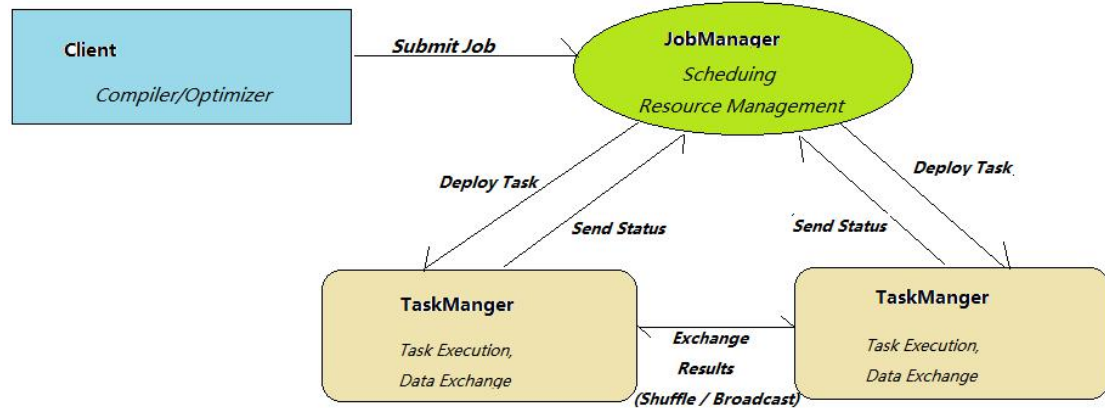 Client
Compiler/Optimizer
Submit Job
JobManager
Scheduing
Resource Management
Deploy Task
Send Status
Send Status
Deploy Task
TaskManger
Task Execution,
Data Exchange
Exchange
Results
(Shuffle / Broadcast)
TaskManger
Task Execution,
Data Exchange